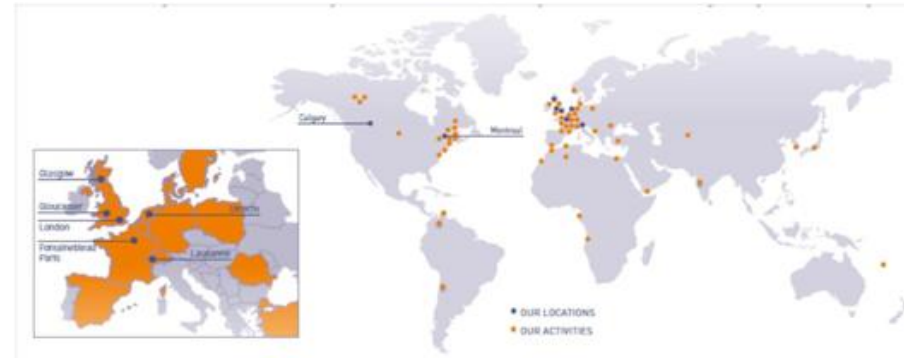 Calgary
Montreal
Glasgow
Gloucester
London
Fontainebleau
Paris
Lausanne
OUR LOCATIONS
OUR ACTIVITIES